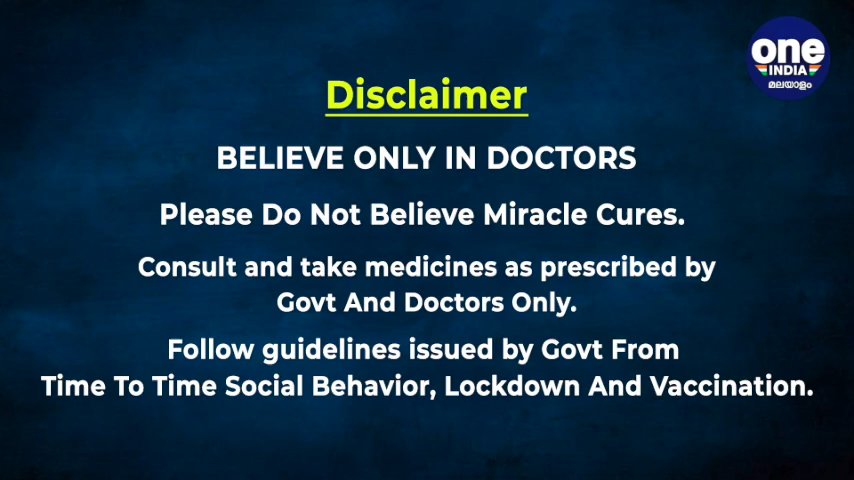 one
INDIA
മലയാളം
Disclaimer
BELIEVE ONLY IN DOCTORS
Please Do Not Believe Miracle Cures.
Consult and take medicines as prescribed by
Govt And Doctors Only.
Follow guidelines issued by Govt From
Time To Time Social Behavior, Lockdown And Vaccination.